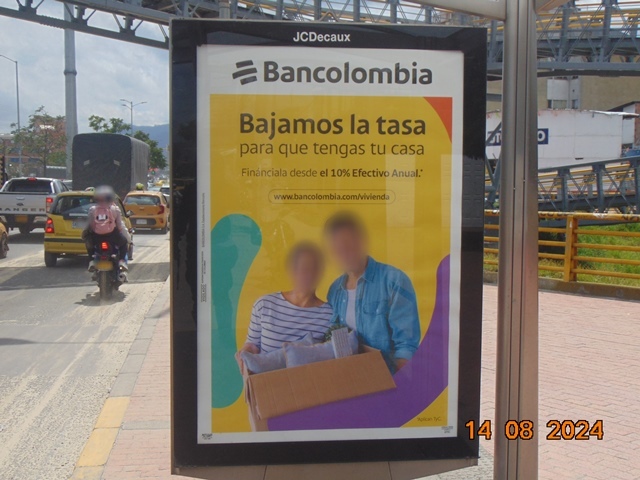 JCDecaux
Bancolombia
Bajamos la tasa
para que tengas tu casa
Finánciala desde el 10% Efectivo Anual.*
www.bancolombia.com/vivienda
14 08 2024